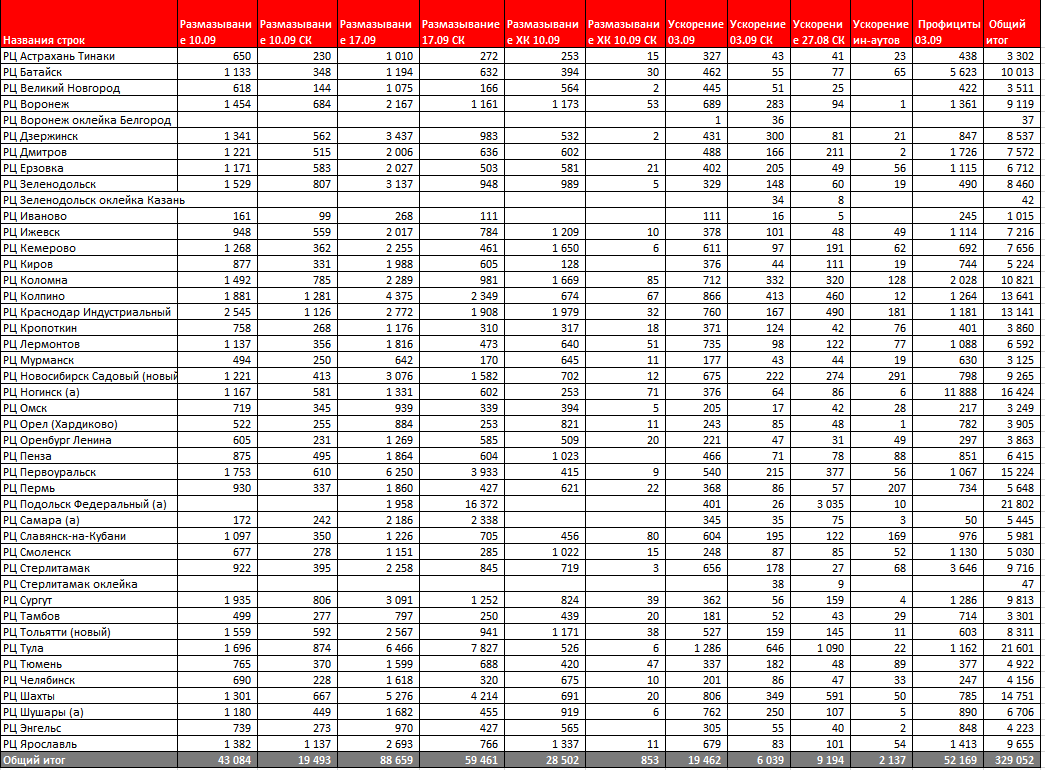 Названия строк Размазывание 10.09 Размазывание 10.09 СК Размазывание 17.09 Размазывание 17.09 СК Размазывание ХК 10.09 Размазывание ХК 10.09 СК Ускорение 03.09 Ускорение 03.09 СК Ускорение 27.08 СК Ускорение ин-аутов Профициты 03.09 Общий итог
РЦ Астрахань Тинаки 650 230 1 010 272 253 15 327 43 41 23 438 3 302
РЦ Батайск 1 133 348 1 194 632 394 30 462 55 77 65 5 623 10 013
РЦ Великий Новгород 618 144 1 075 166 564 2 445 51 25 422 3 511
РЦ Воронеж 1 454 684 2 167 1 161 1 173 53 689 283 94 1 1 361 9 119
РЦ Воронеж оклейка Белгород 1 36 37
РЦ Дзержинск 1 341 562 3 437 983 532 2 431 300 81 21 847 8 537
РЦ Дмитров 1 221 515 2 006 636 602 488 166 211 2 1 726 7 572
РЦ Ерзовка 1 171 583 2 027 503 581 21 402 205 49 56 1 115 6 712
РЦ Зеленодольск 1 529 807 3 137 948 989 5 329 148 60 19 490 8 460
РЦ Зеленодольск оклейка Казань 34 8 42
РЦ Иваново 161 99 268 111 111 16 5 245 1 015
РЦ Ижевск 948 559 2 017 784 1 209 10 378 101 48 49 1 114 7 216
РЦ Кемерово 1 268 362 2 255 461 1 650 6 611 97 191 62 692 7 656
РЦ Киров 877 331 1 988 605 128 376 44 111 19 744 5 224
РЦ Коломна 1 492 785 2 289 981 1 669 85 712 332 320 128 2 028 10 821
РЦ Колпино 1 881 1 281 4 375 2 349 674 67 866 413 460 12 1 264 13 641
РЦ Краснодар Индустриальный 2 545 1 126 2 772 1 908 1 979 32 760 167 490 181 1 181 13 141
РЦ Кропоткин 758 268 1 176 310 317 18 371 124 42 76 401 3 860
РЦ Лермонтов 1 137 356 1 816 473 640 51 735 98 122 77 1 088 6 592
РЦ Мурманск 494 250 642 170 645 11 177 43 44 19 630 3 125
РЦ Новосибирск Садовый (новый 1 221 413 3 076 1 582 702 12 675 222 274 291 798 9 265
РЦ Ногинск (а) 1 167 581 1 331 602 253 71 376 64 86 6 11 888 16 424
РЦ Омск 719 345 939 339 394 5 205 17 42 28 217 3 249
РЦ Орел (Хардиково) 522 255 884 253 821 11 243 85 48 1 782 3 905
РЦ Оренбург Ленина 605 231 1 269 585 509 20 221 47 31 49 297 3 863
РЦ Пенза 875 495 1 864 604 1 023 466 71 78 88 851 6 415
РЦ Первоуральск 1 753 610 6 250 3 933 415 9 540 215 377 56 1 067 15 224
РЦ Пермь 930 337 1 860 427 621 22 368 86 57 207 734 5 648
РЦ Подольск Федеральный (а) 1 958 16 372 401 26 3 035 10 21 802
РЦ Самара (а) 172 242 2 186 2 338 345 35 75 3 50 5 445
РЦ Славянск-на-Кубани 1 097 350 1 226 705 456 80 604 195 122 169 976 5 981
РЦ Смоленск 677 278 1 151 285 1 022 15 248 87 85 52 1 130 5 030
РЦ Стерлитамак 922 395 2 258 845 719 3 656 178 27 68 3 646 9 716
РЦ Стерлитамак оклейка 38 9 47
РЦ Сургут 1 935 806 3 091 1 252 824 39 362 56 159 4 1 286 9 813
РЦ Тамбов 499 277 797 250 439 20 181 52 43 29 714 3 301
РЦ Тольятти (новый) 1 559 592 2 567 941 1 171 38 527 159 145 11 603 8 311
РЦ Тула 1 696 874 6 466 7 827 526 6 1 286 646 1 090 22 1 162 21 601
РЦ Тюмень 765 370 1 599 688 420 47 337 182 48 89 377 4 922
РЦ Челябинск 690 228 1 618 320 675 10 201 86 47 33 247 4 156
РЦ Шахты 1 301 667 5 276 4 214 691 20 806 349 591 50 785 14 751
РЦ Шушары (а) 1 180 449 1 682 455 919 6 762 250 107 5 890 6 706
РЦ Энгельс 739 273 970 427 565 305 55 40 2 848 4 223
РЦ Ярославль 1 382 1 137 2 693 766 1 337 11 679 83 101 54 1 413 9 655
Общий итог 43 084 19 493 88 659 59 461 28 502 853 19 462 6 039 9 194 2 137 52 169 329 052